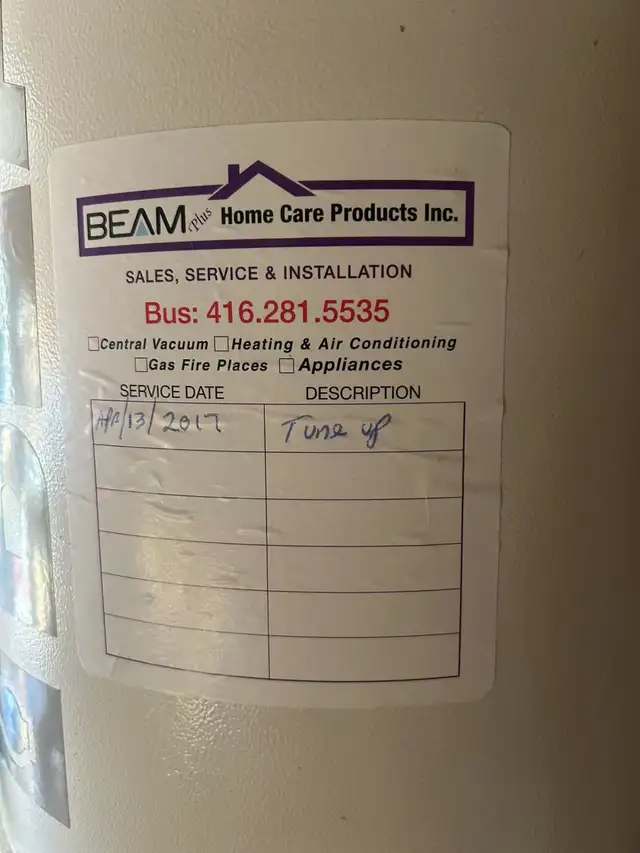 BEAM Plus Home Care Products Inc.
SALES, SERVICE & INSTALLATION
Bus: 416.281.5535
Central Vacuum Heating & Air Conditioning
Gas Fire Places Appliances
SERVICE DATE DESCRIPTION
APR/13/2017 Tune up